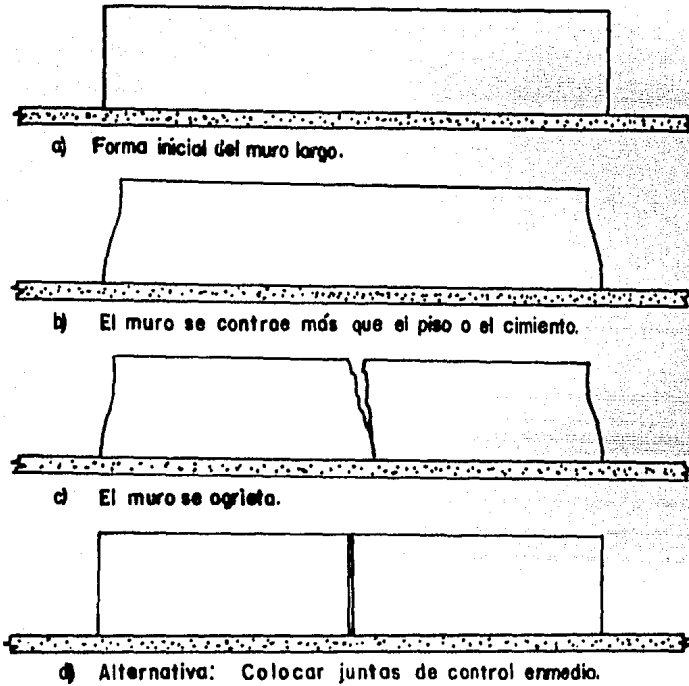 a) Forma inicial del muro largo.
b) El muro se contrae más que el piso o el cimiento.
c) El muro se agrieta.
d) Alternativa: Colocar juntas de control enmedio.